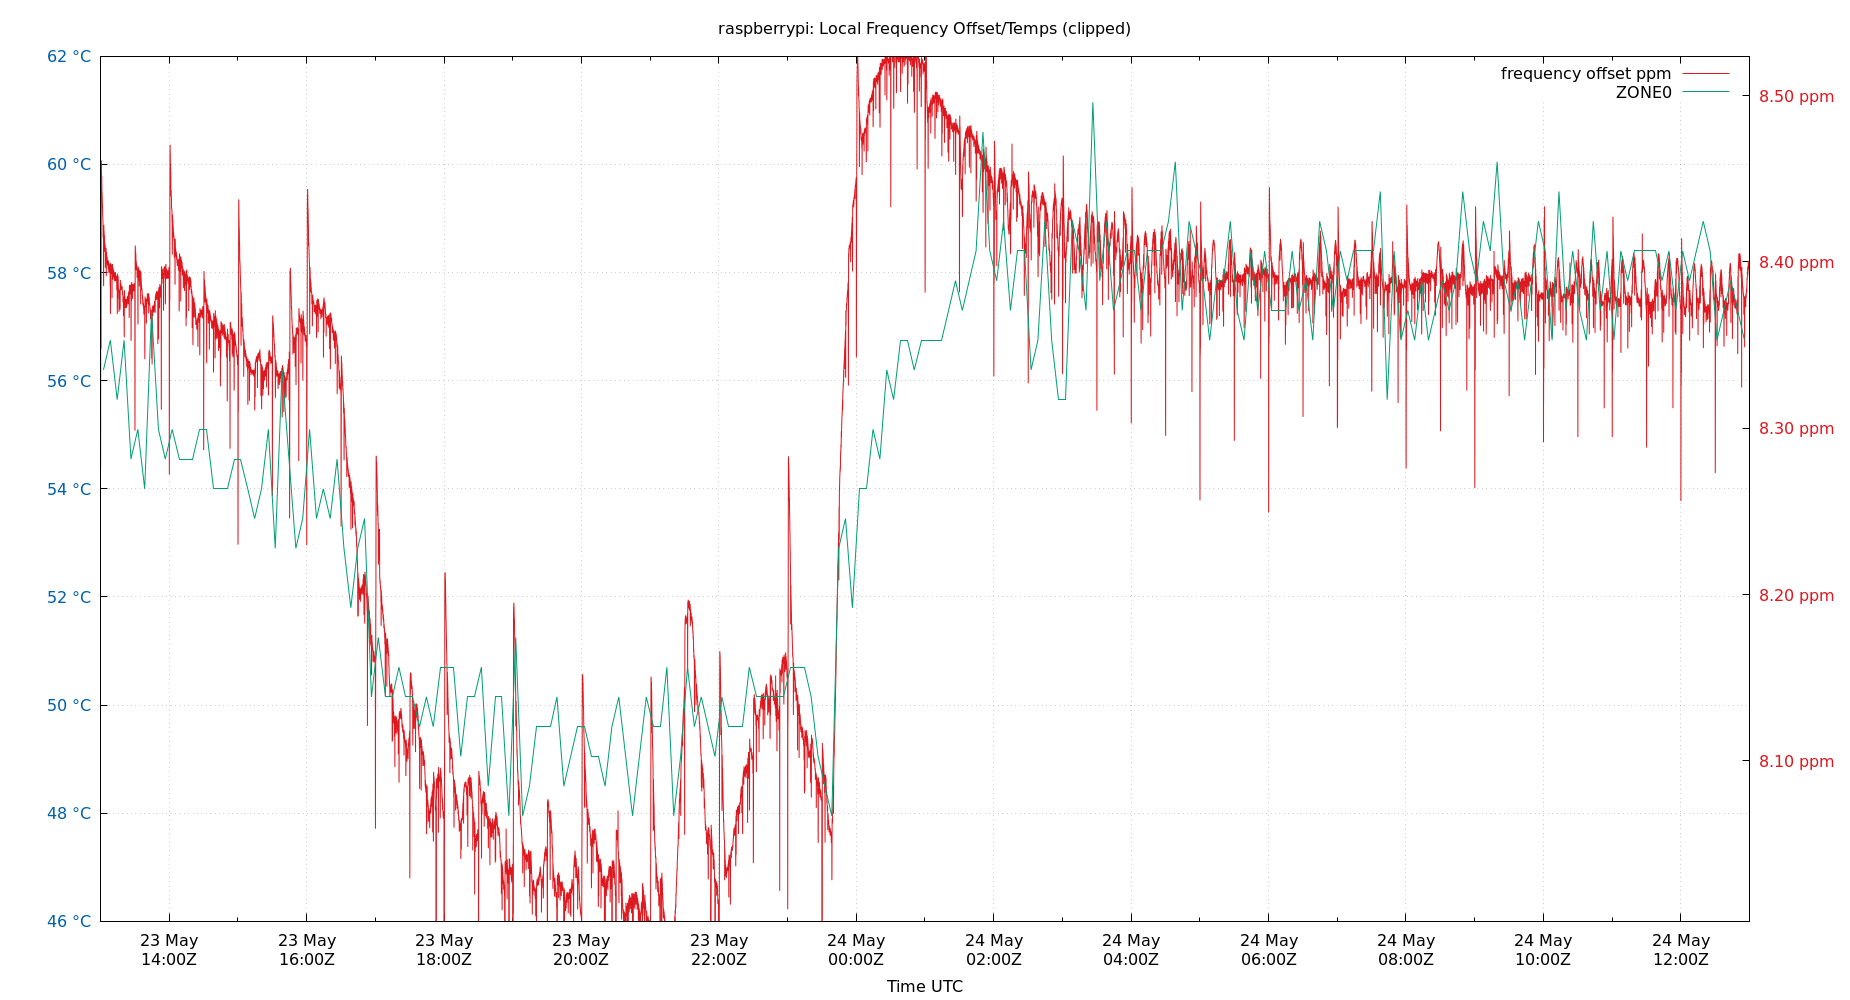 raspberrypi: Local Frequency Offset/Temps (clipped)
frequency offset ppm
ZONE0
62 °C
60 °C
58 °C
56 °C
54 °C
52 °C
50 °C
48 °C
46 °C
8.50 ppm
8.40 ppm
8.30 ppm
8.20 ppm
8.10 ppm
23 May 23 May 23 May 23 May 23 May 24 May 24 May 24 May 24 May 24 May 24 May 24 May
14:00Z 16:00Z 18:00Z 20:00Z 22:00Z 00:00Z 02:00Z 04:00Z 06:00Z 08:00Z 10:00Z 12:00Z
Time UTC